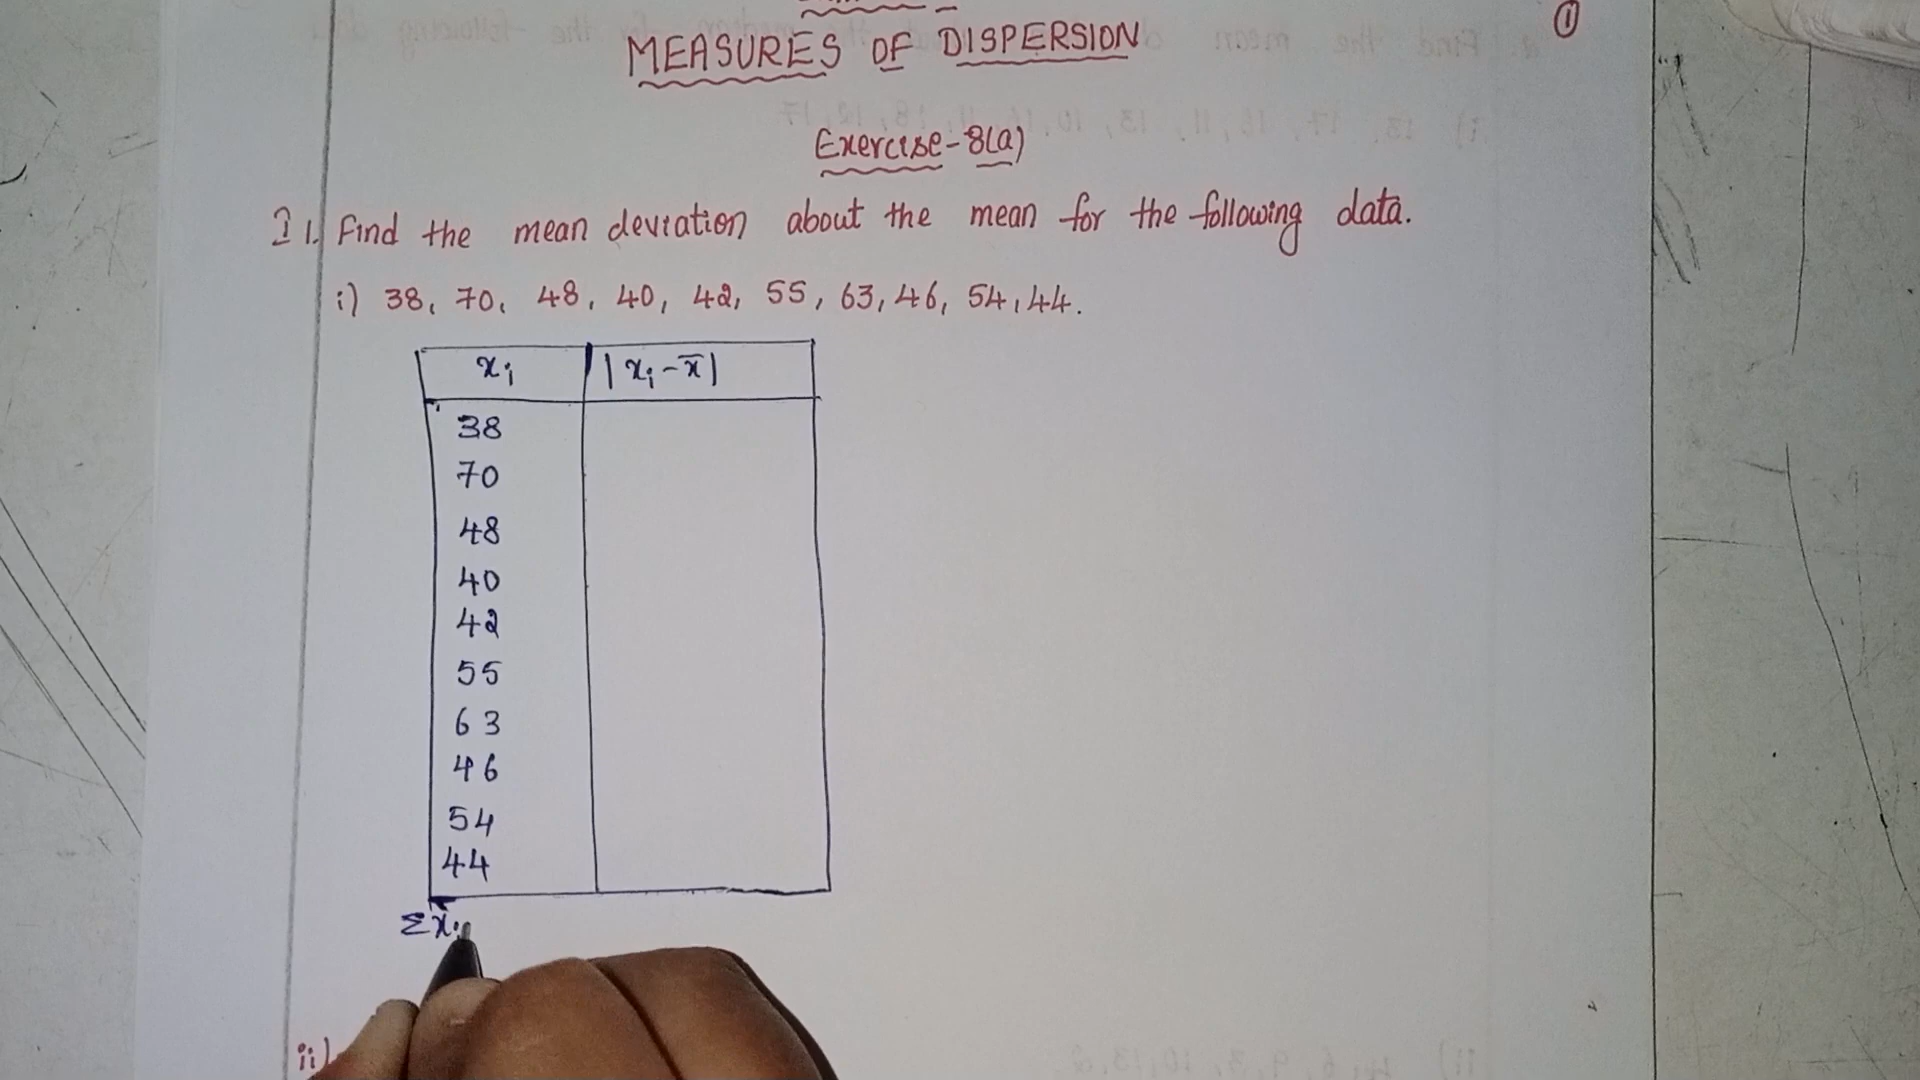 ①
MEASURES OF DISPERSION
Exercise-8(a)
I 1. Find the mean deviation about the mean for the following data.
i) 38, 70, 48, 40, 42, 55, 63, 46, 54, 44.
xi |xi - x̄|
38
70
48
40
42
55
63
46
54
44
Σxi
ii)